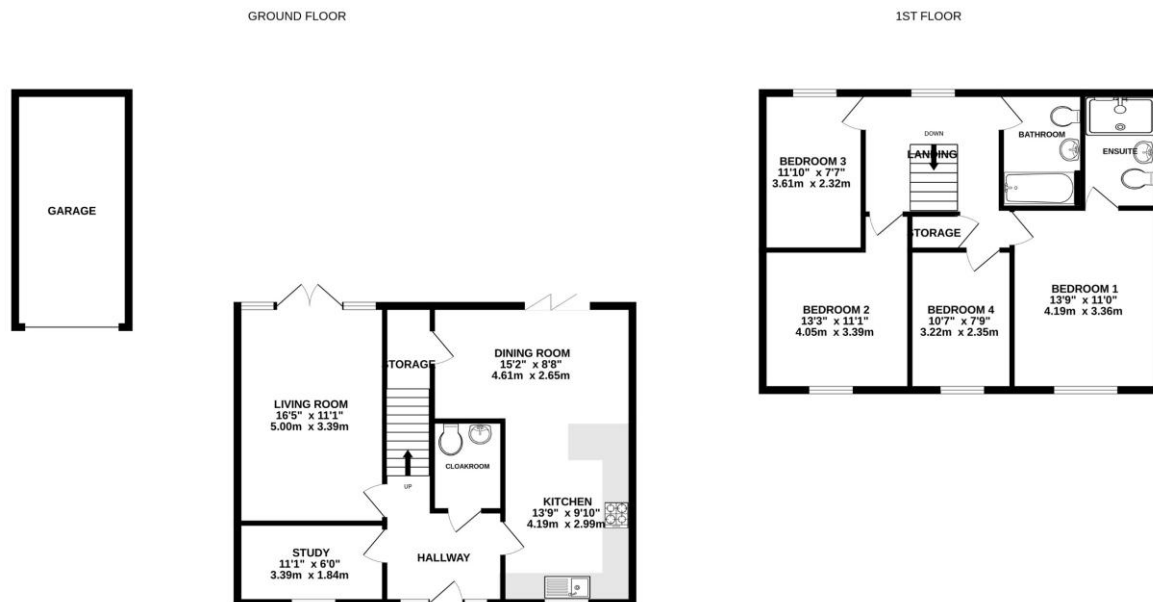 GROUND FLOOR
GARAGE
STORAGE
DINING ROOM
15'2" x 8'8"
4.61m x 2.65m
LIVING ROOM
16'5" x 11'1"
5.00m x 3.39m
CLOAKROOM
UP
KITCHEN
13'9" x 9'10"
4.19m x 2.99m
STUDY
11'1" x 6'0"
3.39m x 1.84m
HALLWAY
1ST FLOOR
DOWN
BATHROOM
LANDING
ENSUITE
BEDROOM 3
11'10" x 7'7"
3.61m x 2.32m
STORAGE
BEDROOM 1
13'9" x 11'0"
4.19m x 3.36m
BEDROOM 2
13'3" x 11'1"
4.05m x 3.39m
BEDROOM 4
10'7" x 7'9"
3.22m x 2.35m